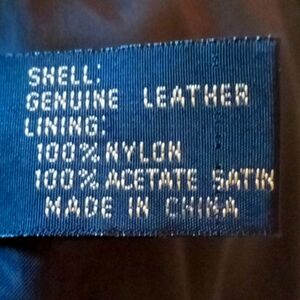 SHELL:
GENUINE LEATHER
LINING:
100% NYLON
100% ACETATE SATIN
MADE IN CHINA